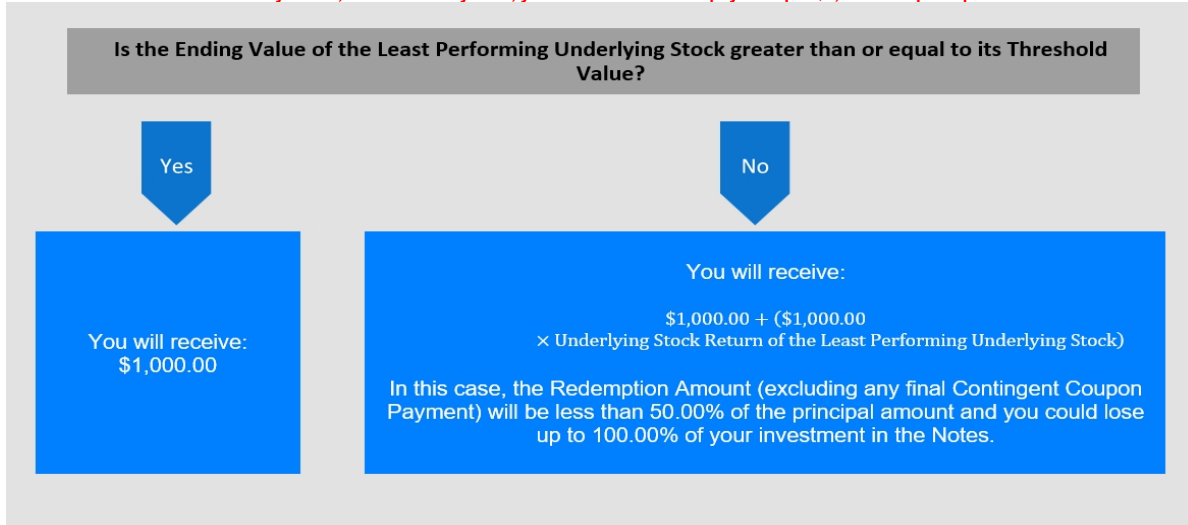 Is the Ending Value of the Least Performing Underlying Stock greater than or equal to its Threshold
Value?
Yes
No
You will receive:
$1,000.00
You will receive:
$1,000.00 + ($1,000.00
× Underlying Stock Return of the Least Performing Underlying Stock)
In this case, the Redemption Amount (excluding any final Contingent Coupon
Payment) will be less than 50.00% of the principal amount and you could lose
up to 100.00% of your investment in the Notes.